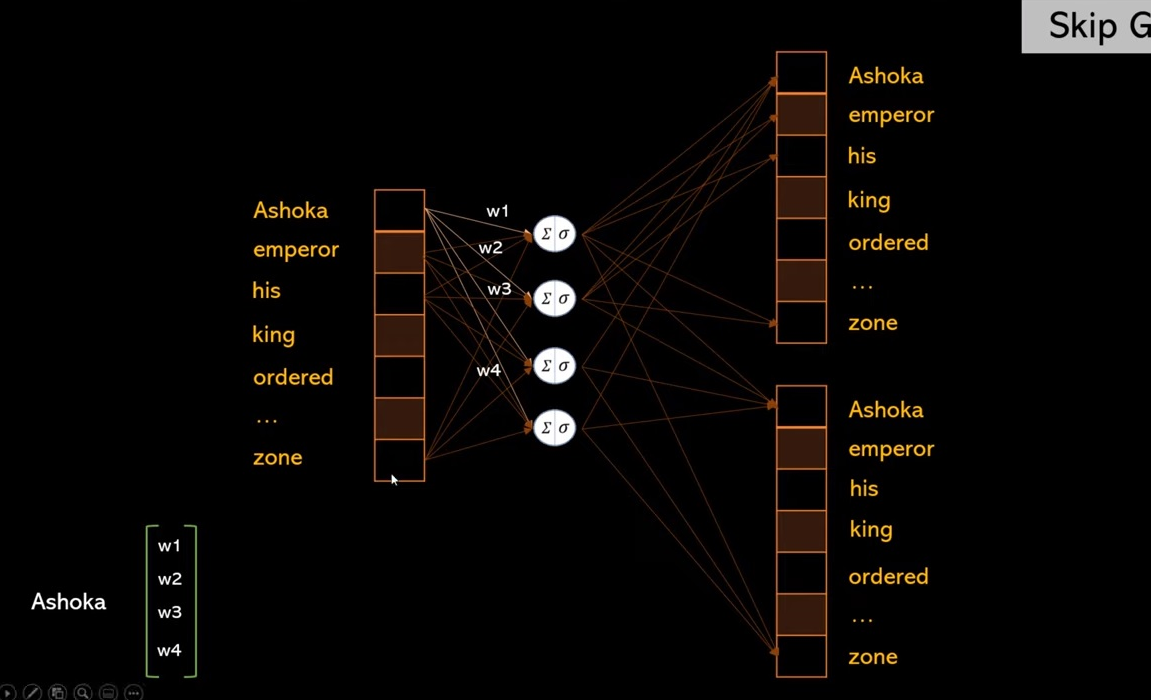 Skip G
Ashoka
emperor
his
king
ordered
...
zone
w1
w2
w3
w4
Σ σ
Σ σ
Σ σ
Σ σ
Ashoka
emperor
his
king
ordered
...
zone
Ashoka
emperor
his
king
ordered
...
zone
Ashoka
w1
w2
w3
w4